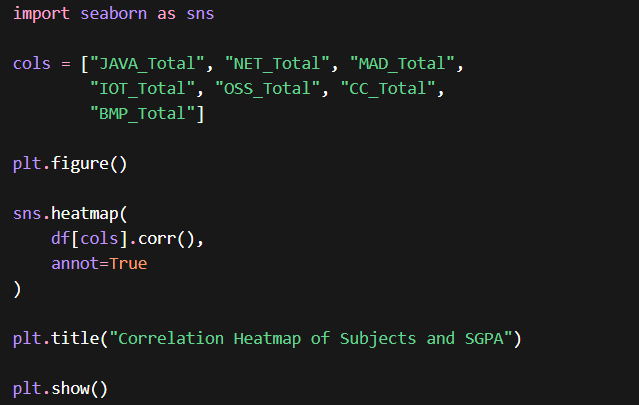 import seaborn as sns
cols = ["JAVA_Total", "NET_Total", "MAD_Total",
"IOT_Total", "OSS_Total", "CC_Total",
"BMP_Total"]
plt.figure()
sns.heatmap(
df[cols].corr(),
annot=True
)
plt.title("Correlation Heatmap of Subjects and SGPA")
plt.show()